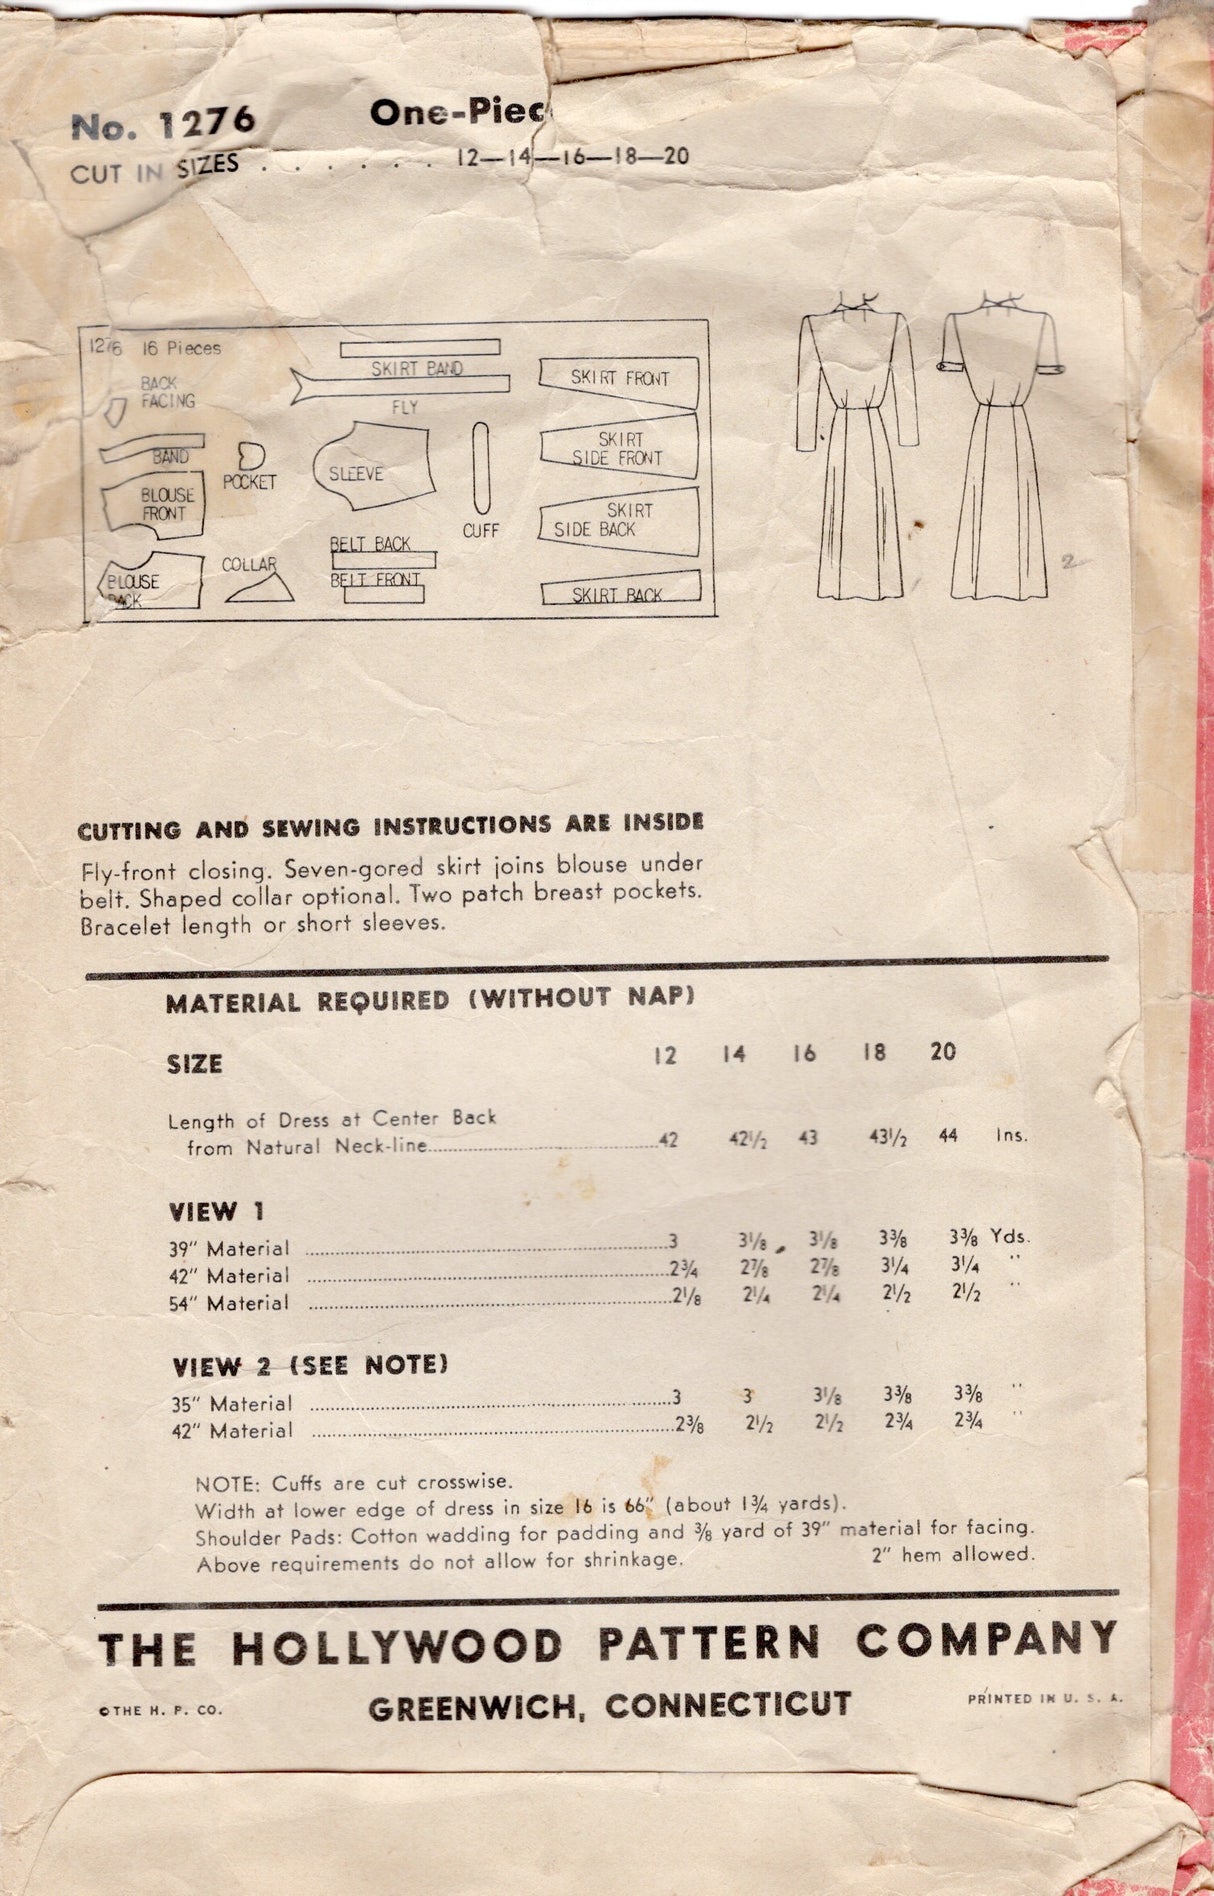 No. 1276 One-Piec
CUT IN SIZES . . . . . . 12—14—16—18—20
1276 16 Pieces
BACK
FACING
BAND
BLOUSE
FRONT
BLOUSE
BACK
POCKET
COLLAR
SKIRT BAND
FLY
SLEEVE
CUFF
BELT BACK
BELT FRONT
SKIRT FRONT
SKIRT
SIDE FRONT
SKIRT
SIDE BACK
SKIRT BACK
2
CUTTING AND SEWING INSTRUCTIONS ARE INSIDE
Fly-front closing. Seven-gored skirt joins blouse under
belt. Shaped collar optional. Two patch breast pockets.
Bracelet length or short sleeves.
MATERIAL REQUIRED (WITHOUT NAP)
SIZE 12 14 16 18 20
Length of Dress at Center Back
from Natural Neck-line 42 42½ 43 43½ 44 Ins.
VIEW 1
39" Material 3 3⅛ 3⅛ 3⅜ 3⅜ Yds.
42" Material 2¾ 2⅞ 2⅞ 3¼ 3¼ "
54" Material 2⅛ 2¼ 2¼ 2½ 2½ "
VIEW 2 (SEE NOTE)
35" Material 3 3 3⅛ 3⅜ 3⅜ "
42" Material 2⅜ 2½ 2½ 2¾ 2¾ "
NOTE: Cuffs are cut crosswise.
Width at lower edge of dress in size 16 is 66" (about 1¾ yards).
Shoulder Pads: Cotton wadding for padding and ⅜ yard of 39" material for facing.
Above requirements do not allow for shrinkage. 2" hem allowed.
THE HOLLYWOOD PATTERN COMPANY
©THE H. P. CO. GREENWICH, CONNECTICUT PRINTED IN U. S. A.